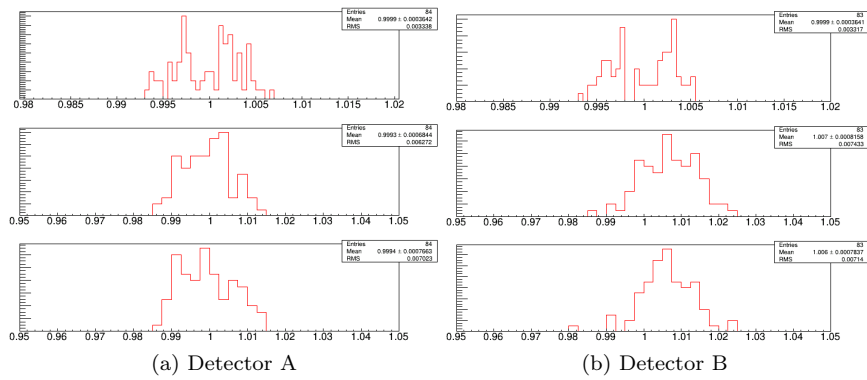 Entries 84
Mean 0.9999 ± 0.0003642
RMS 0.003338
0.98 0.985 0.99 0.995 1 1.005 1.01 1.015 1.02
Entries 83
Mean 0.9999 ± 0.0003641
RMS 0.003317
0.98 0.985 0.99 0.995 1 1.005 1.01 1.015 1.02
Entries 84
Mean 0.9993 ± 0.0006844
RMS 0.006272
0.95 0.96 0.97 0.98 0.99 1 1.01 1.02 1.03 1.04 1.05
Entries 83
Mean 1.007 ± 0.0008158
RMS 0.007433
0.95 0.96 0.97 0.98 0.99 1 1.01 1.02 1.03 1.04 1.05
Entries 84
Mean 0.9994 ± 0.0007663
RMS 0.007023
0.95 0.96 0.97 0.98 0.99 1 1.01 1.02 1.03 1.04 1.05
Entries 83
Mean 1.006 ± 0.0007837
RMS 0.00714
0.95 0.96 0.97 0.98 0.99 1 1.01 1.02 1.03 1.04 1.05
(a) Detector A
(b) Detector B